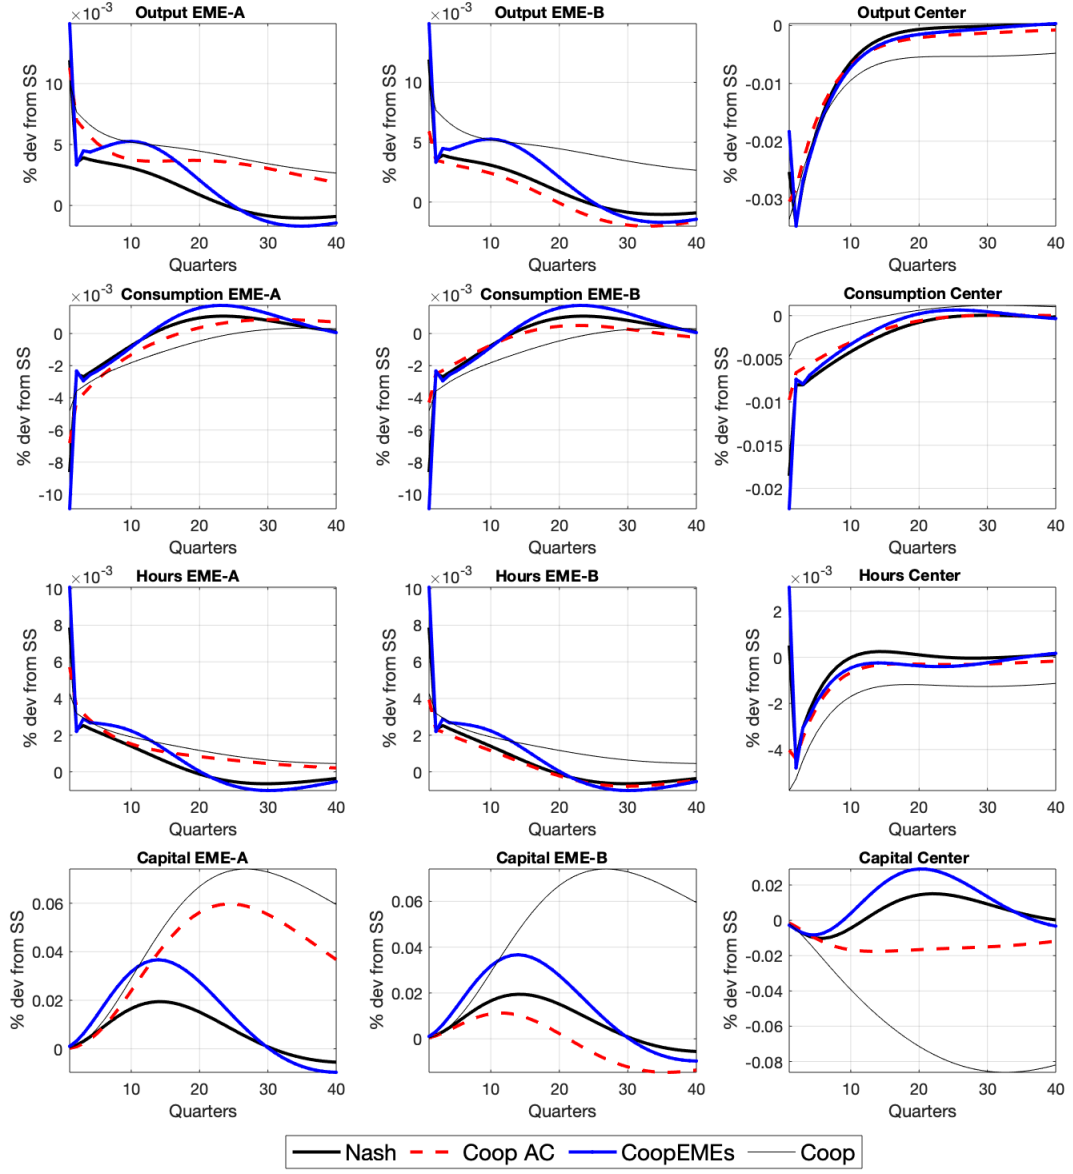 ×10⁻³ Output EME-A
10
5
0
% dev from SS
10 20 30 40
Quarters
×10⁻³ Output EME-B
10
5
0
% dev from SS
10 20 30 40
Quarters
Output Center
0
-0.01
-0.02
-0.03
% dev from SS
10 20 30 40
Quarters
×10⁻³ Consumption EME-A
0
-2
-4
-6
-8
-10
% dev from SS
10 20 30 40
Quarters
×10⁻³ Consumption EME-B
0
-2
-4
-6
-8
-10
% dev from SS
10 20 30 40
Quarters
Consumption Center
0
-0.005
-0.01
-0.015
-0.02
% dev from SS
10 20 30 40
Quarters
×10⁻³ Hours EME-A
10
8
6
4
2
0
% dev from SS
10 20 30 40
Quarters
×10⁻³ Hours EME-B
10
8
6
4
2
0
% dev from SS
10 20 30 40
Quarters
×10⁻³ Hours Center
2
0
-2
-4
% dev from SS
10 20 30 40
Quarters
Capital EME-A
0.06
0.04
0.02
0
% dev from SS
10 20 30 40
Quarters
Capital EME-B
0.06
0.04
0.02
0
% dev from SS
10 20 30 40
Quarters
Capital Center
0.02
0
-0.02
-0.04
-0.06
-0.08
% dev from SS
10 20 30 40
Quarters
Nash Coop AC CoopEMEs Coop